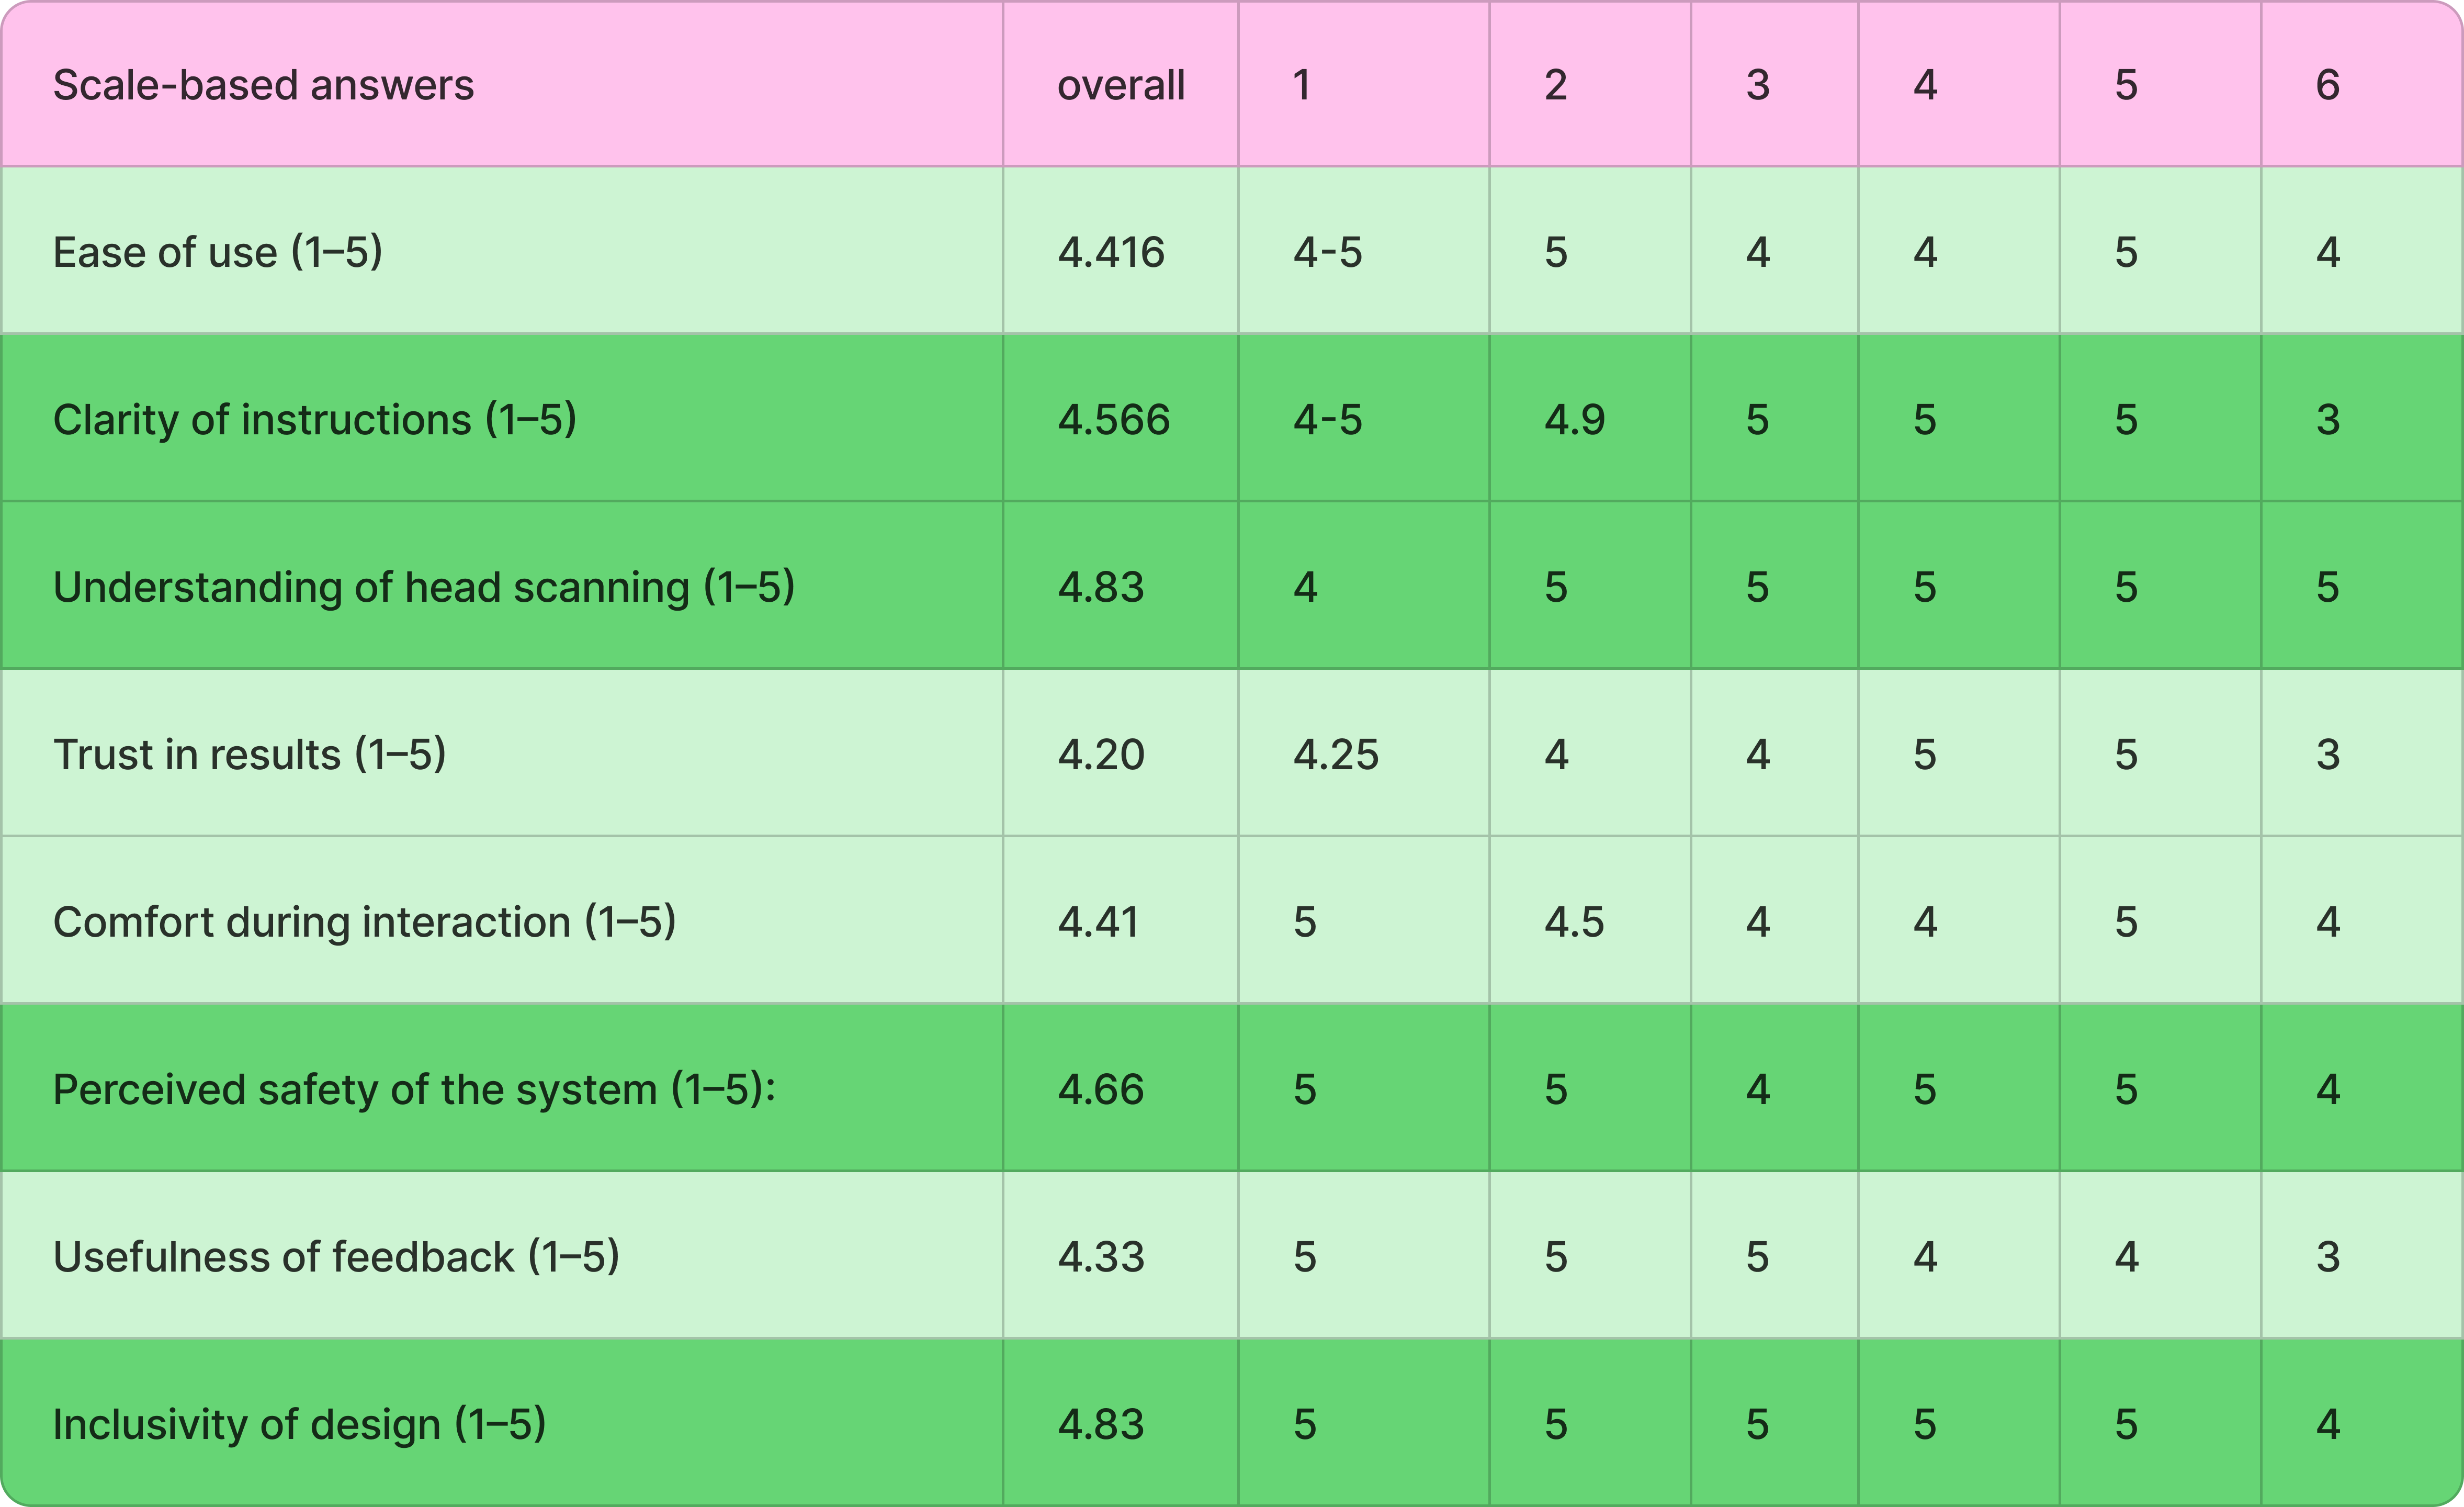 Scale-based answers overall 1 2 3 4 5 6
Ease of use (1–5) 4.416 4-5 5 4 4 5 4
Clarity of instructions (1–5) 4.566 4-5 4.9 5 5 5 3
Understanding of head scanning (1–5) 4.83 4 5 5 5 5 5
Trust in results (1–5) 4.20 4.25 4 4 5 5 3
Comfort during interaction (1–5) 4.41 5 4.5 4 4 5 4
Perceived safety of the system (1–5): 4.66 5 5 4 5 5 4
Usefulness of feedback (1–5) 4.33 5 5 5 4 4 3
Inclusivity of design (1–5) 4.83 5 5 5 5 5 4